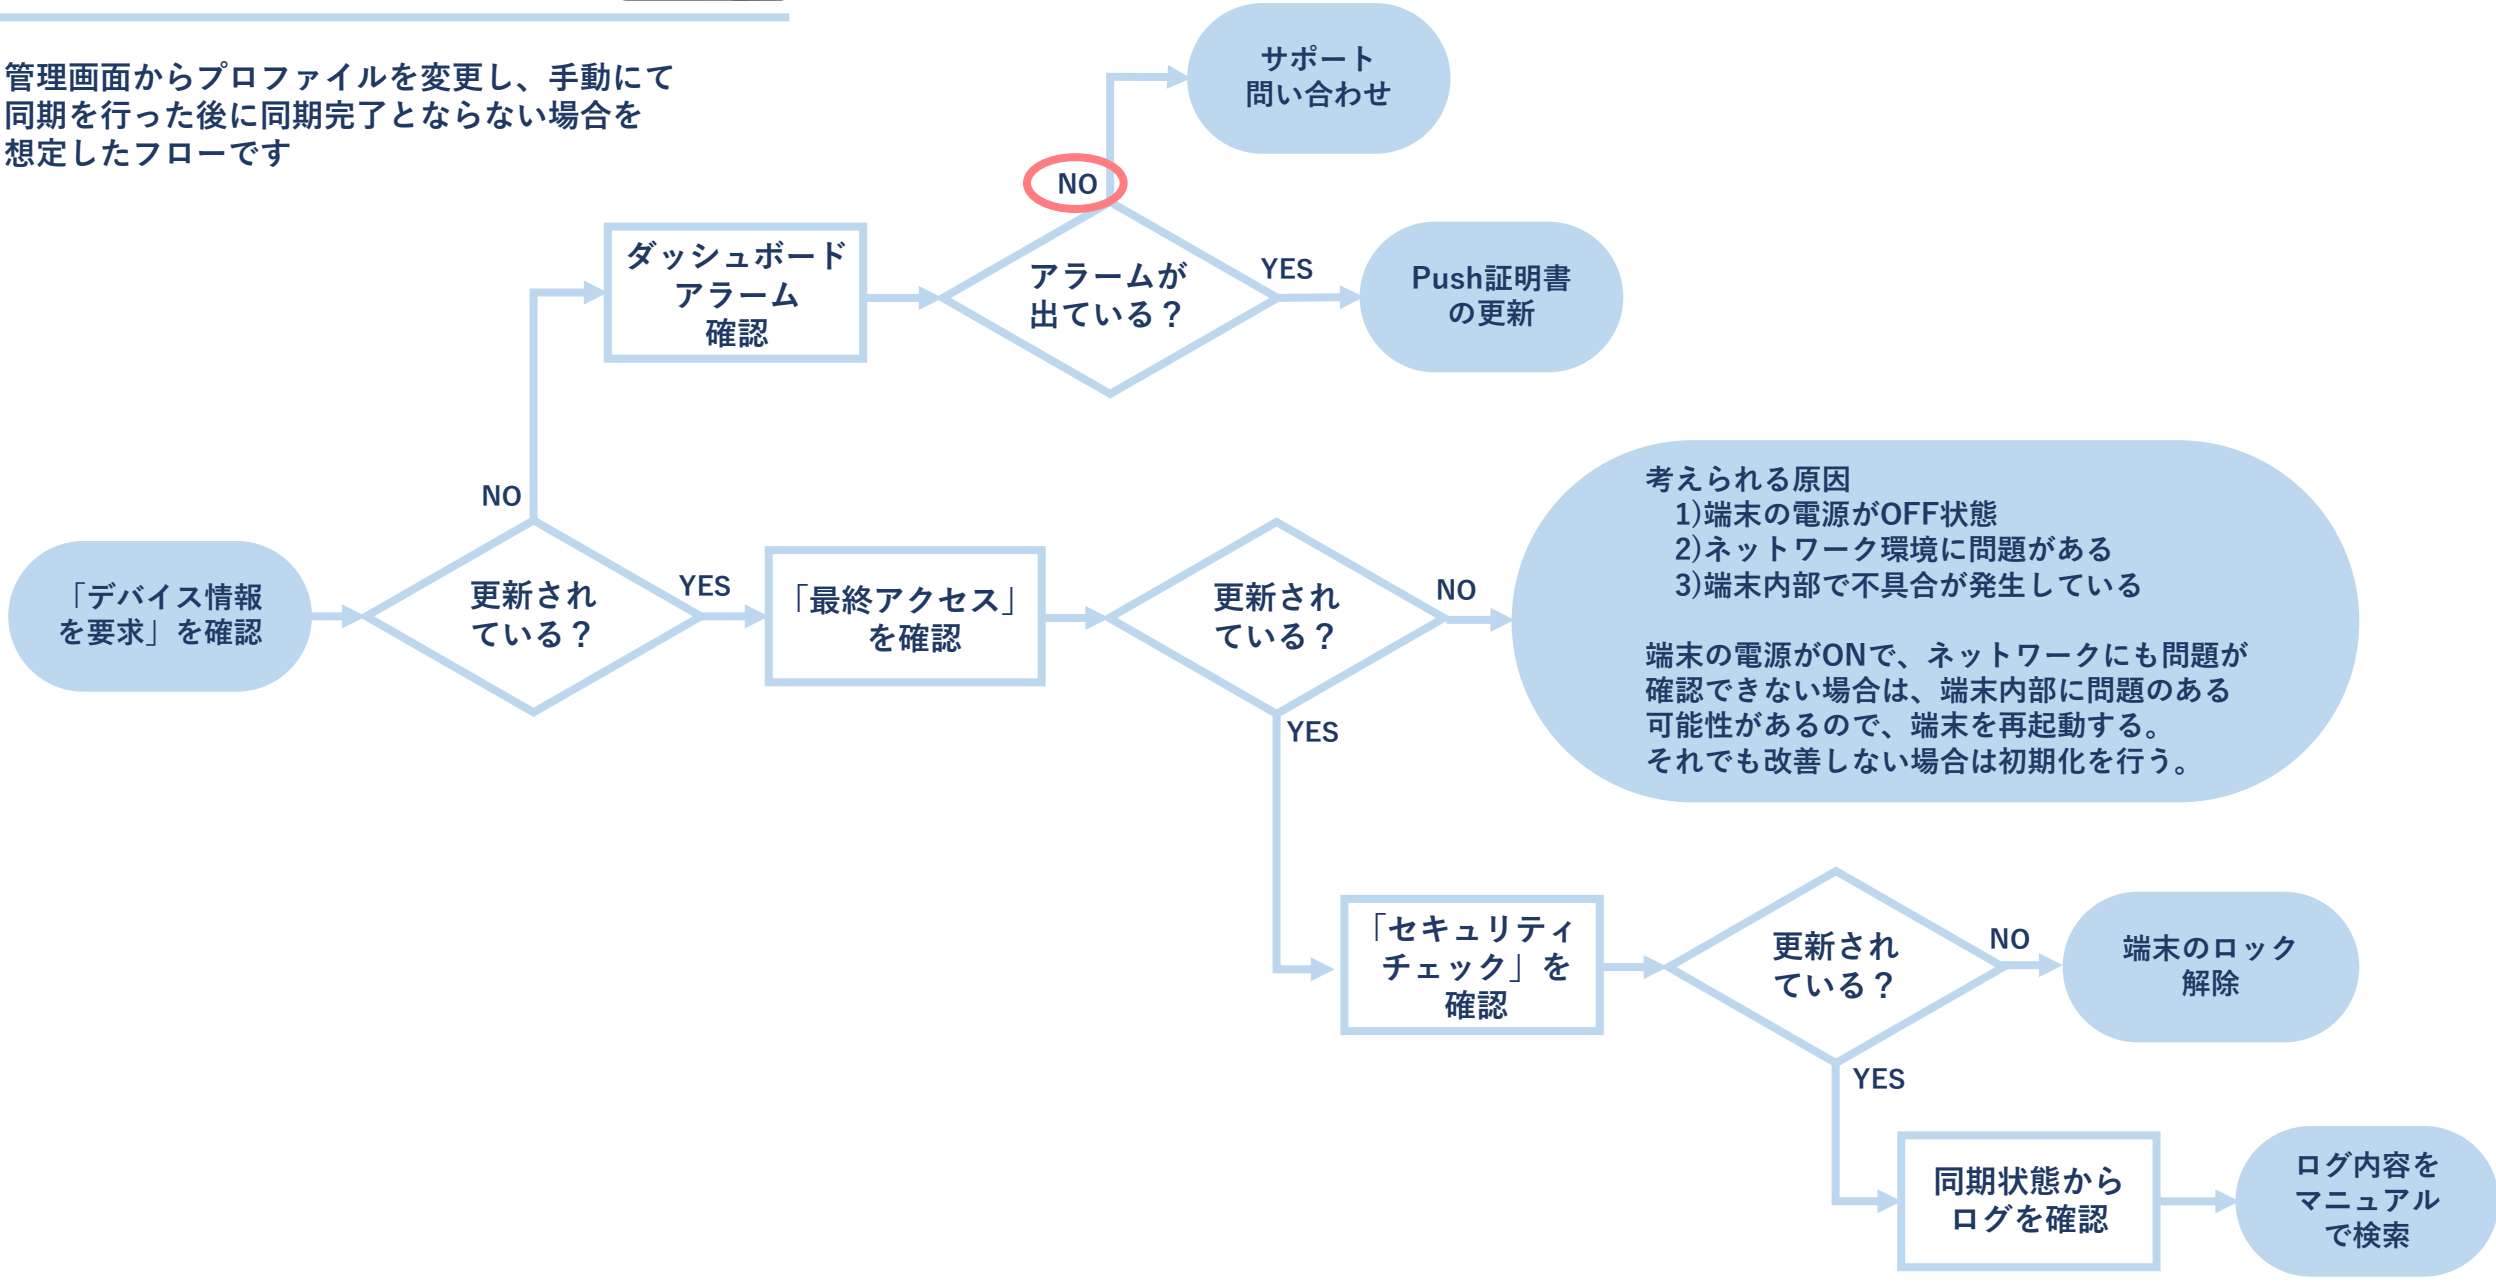 管理画面からプロファイルを変更し、手動にて
同期を行った後に同期完了とならない場合を
想定したフローです
サポート
問い合わせ
NO
ダッシュボード
アラーム
確認
アラームが
出ている？
YES
Push証明書
の更新
NO
「デバイス情報
を要求」を確認
更新され
ている？
YES
「最終アクセス」
を確認
更新され
ている？
NO
考えられる原因
1)端末の電源がOFF状態
2)ネットワーク環境に問題がある
3)端末内部で不具合が発生している
端末の電源がONで、ネットワークにも問題が
確認できない場合は、端末内部に問題のある
可能性があるので、端末を再起動する。
それでも改善しない場合は初期化を行う。
YES
「セキュリティ
チェック」を
確認
更新され
ている？
NO
端末のロック
解除
YES
同期状態から
ログを確認
ログ内容を
マニュアル
で検索